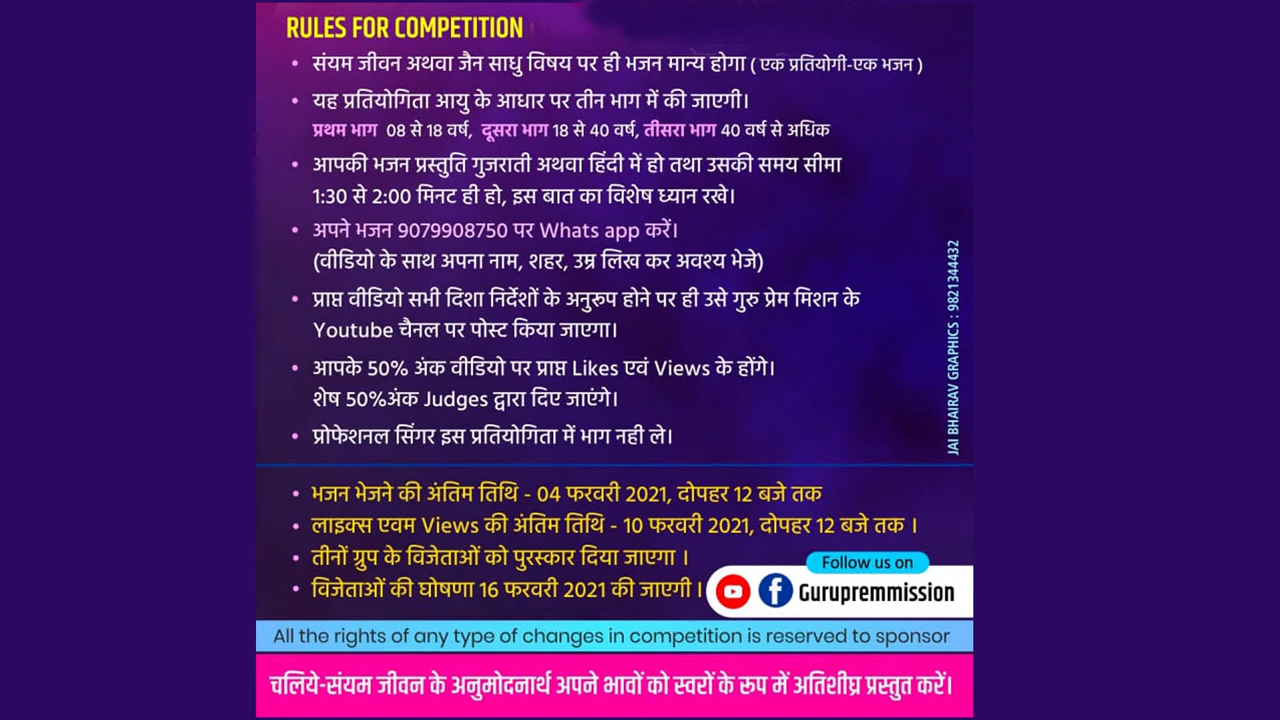 RULES FOR COMPETITION
• संयम जीवन अथवा जैन साधु विषय पर ही भजन मान्य होगा ( एक प्रतियोगी-एक भजन )
• यह प्रतियोगिता आयु के आधार पर तीन भाग में की जाएगी।
प्रथम भाग 08 से 18 वर्ष, दूसरा भाग 18 से 40 वर्ष, तीसरा भाग 40 वर्ष से अधिक
• आपकी भजन प्रस्तुति गुजराती अथवा हिंदी में हो तथा उसकी समय सीमा
1:30 से 2:00 मिनट ही हो, इस बात का विशेष ध्यान रखे।
• अपने भजन 9079908750 पर Whats app करें।
(वीडियो के साथ अपना नाम, शहर, उम्र लिख कर अवश्य भेजे)
• प्राप्त वीडियो सभी दिशा निर्देशों के अनुरूप होने पर ही उसे गुरु प्रेम मिशन के
Youtube चैनल पर पोस्ट किया जाएगा।
• आपके 50% अंक वीडियो पर प्राप्त Likes एवं Views के होंगे।
शेष 50%अंक Judges द्वारा दिए जाएंगे।
• प्रोफेशनल सिंगर इस प्रतियोगिता में भाग नही ले।
JAI BHAIRAV GRAPHICS : 9821344432
• भजन भेजने की अंतिम तिथि - 04 फरवरी 2021, दोपहर 12 बजे तक
• लाइक्स एवम Views की अंतिम तिथि - 10 फरवरी 2021, दोपहर 12 बजे तक ।
• तीनों ग्रुप के विजेताओं को पुरस्कार दिया जाएगा ।
• विजेताओं की घोषणा 16 फरवरी 2021 की जाएगी ।
Follow us on
Gurupremmission
All the rights of any type of changes in competition is reserved to sponsor
चलिये-संयम जीवन के अनुमोदनार्थ अपने भावों को स्वरों के रूप में अतिशीघ्र प्रस्तुत करें।